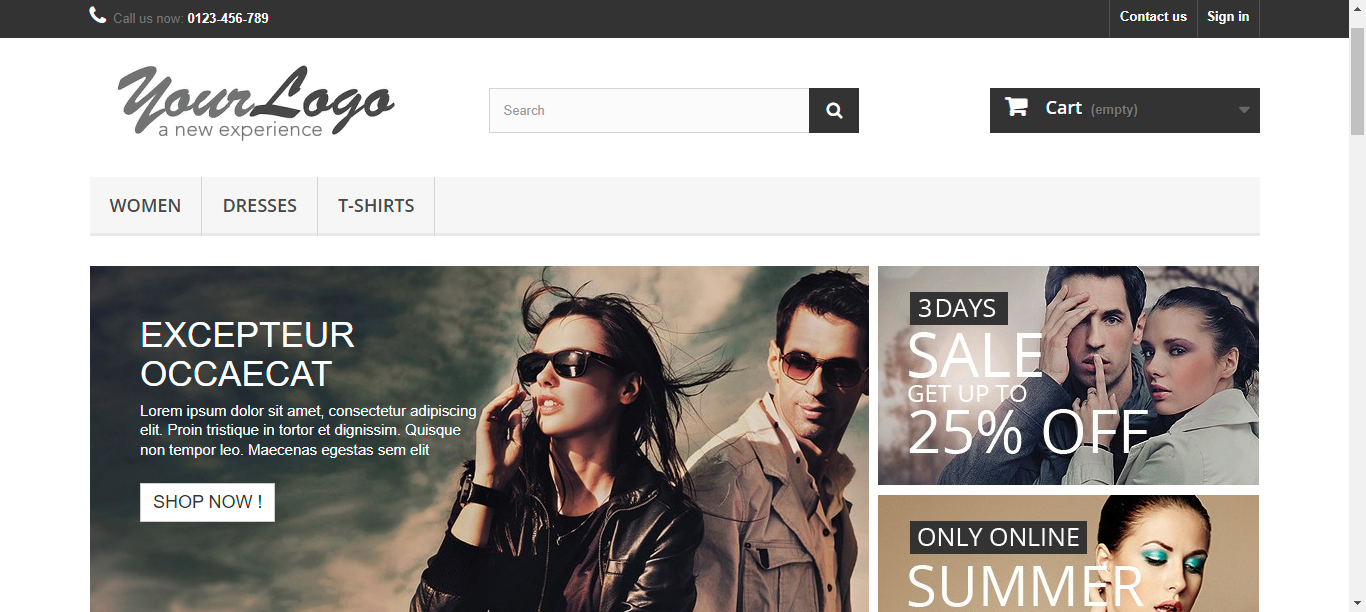 Call us now: 0123-456-789
Contact us
Sign in
YourLogo
a new experience
Search
Cart (empty)
WOMEN
DRESSES
T-SHIRTS
EXCEPTEUR
OCCAECAT
Lorem ipsum dolor sit amet, consectetur adipiscing
elit. Proin tristique in tortor et dignissim. Quisque
non tempor leo. Maecenas egestas sem elit
SHOP NOW !
3DAYS
SALE
GET UP TO
25% OFF
ONLY ONLINE
SUMMER